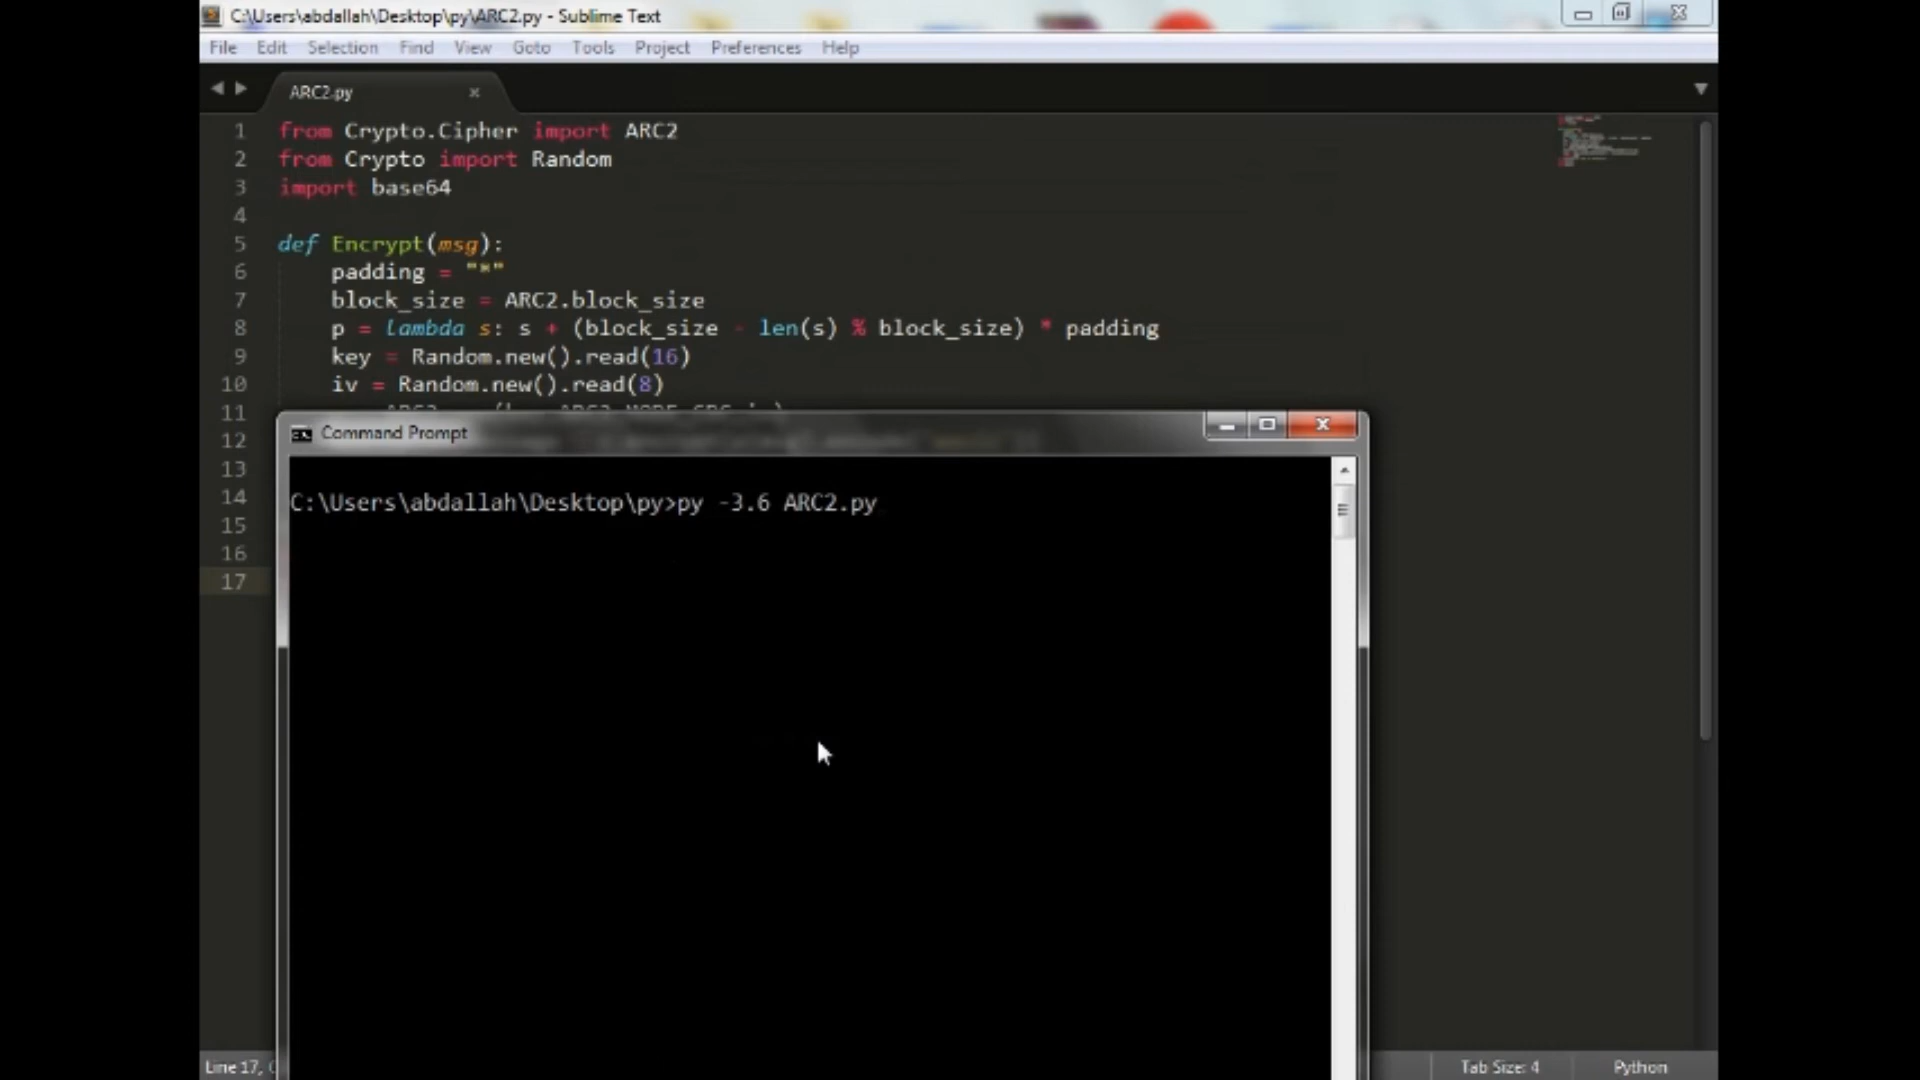 C:\Users\abdallah\Desktop\py\ARC2.py - Sublime Text
File Edit Selection Find View Goto Tools Project Preferences Help
ARC2.py
1 from Crypto.Cipher import ARC2
2 from Crypto import Random
3 import base64
4
5 def Encrypt(msg):
6 padding = "*"
7 block_size = ARC2.block_size
8 p = lambda s: s + (block_size - len(s) % block_size) * padding
9 key = Random.new().read(16)
10 iv = Random.new().read(8)
11
12
13
14
15
16
17
Command Prompt
C:\Users\abdallah\Desktop\py>py -3.6 ARC2.py
Line 17,
Tab Size: 4
Python